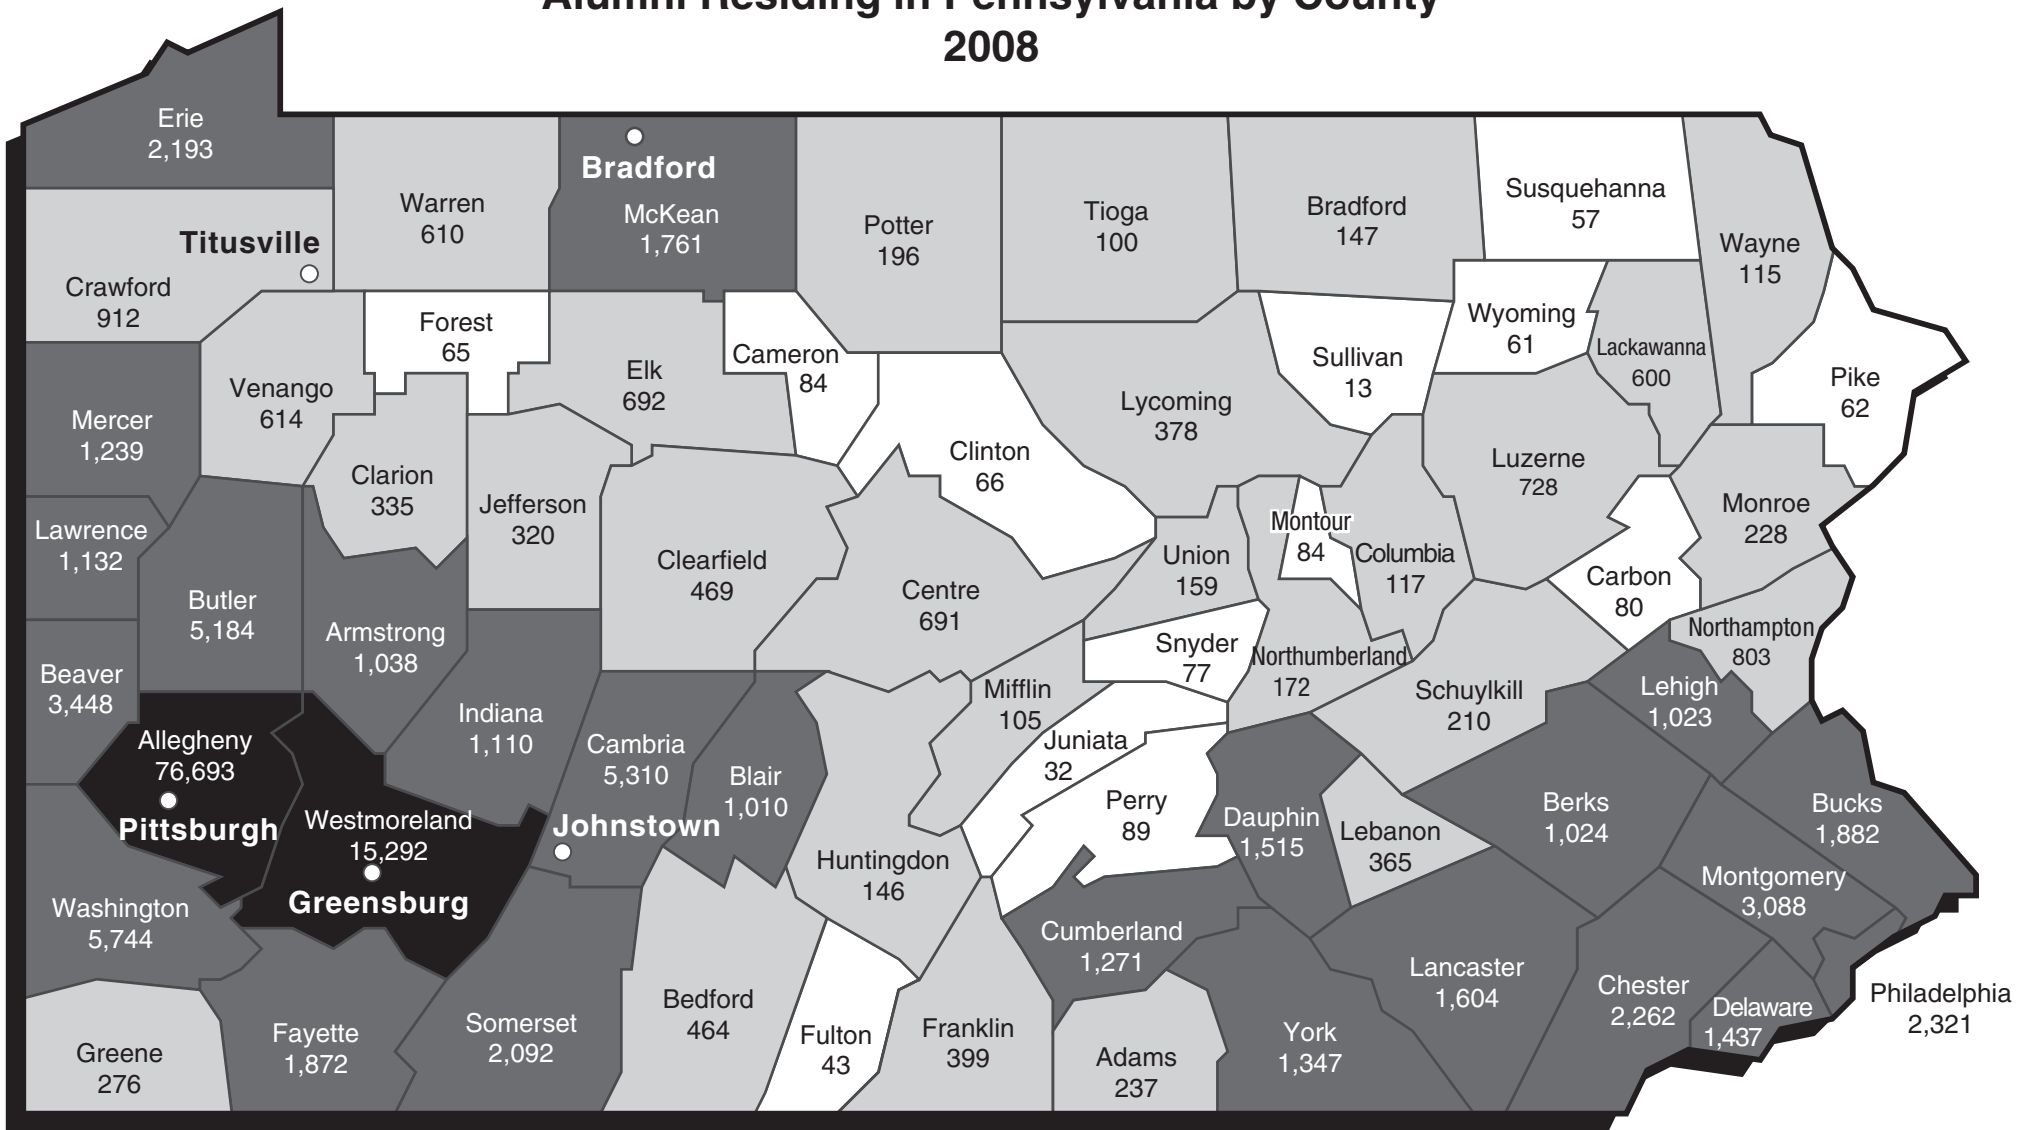 Alumni Residing in Pennsylvania by County
2008
Erie
2,193
Bradford
McKean
1,761
Warren
610
Potter
196
Tioga
100
Bradford
147
Susquehanna
57
Wayne
115
Titusville
Crawford
912
Forest
65
Venango
614
Elk
692
Cameron
84
Clinton
66
Lycoming
378
Sullivan
13
Wyoming
61
Lackawanna
600
Pike
62
Mercer
1,239
Clarion
335
Jefferson
320
Clearfield
469
Centre
691
Union
159
Montour
84
Columbia
117
Luzerne
728
Carbon
80
Monroe
228
Lawrence
1,132
Butler
5,184
Armstrong
1,038
Snyder
77
Northumberland
172
Schuylkill
210
Northampton
803
Lehigh
1,023
Beaver
3,448
Indiana
1,110
Cambria
5,310
Johnstown
Blair
1,010
Mifflin
105
Juniata
32
Perry
89
Dauphin
1,515
Lebanon
365
Berks
1,024
Bucks
1,882
Allegheny
76,693
Pittsburgh
Westmoreland
15,292
Greensburg
Huntingdon
146
Cumberland
1,271
Montgomery
3,088
Washington
5,744
Greene
276
Fayette
1,872
Somerset
2,092
Bedford
464
Fulton
43
Franklin
399
Adams
237
York
1,347
Lancaster
1,604
Chester
2,262
Delaware
1,437
Philadelphia
2,321